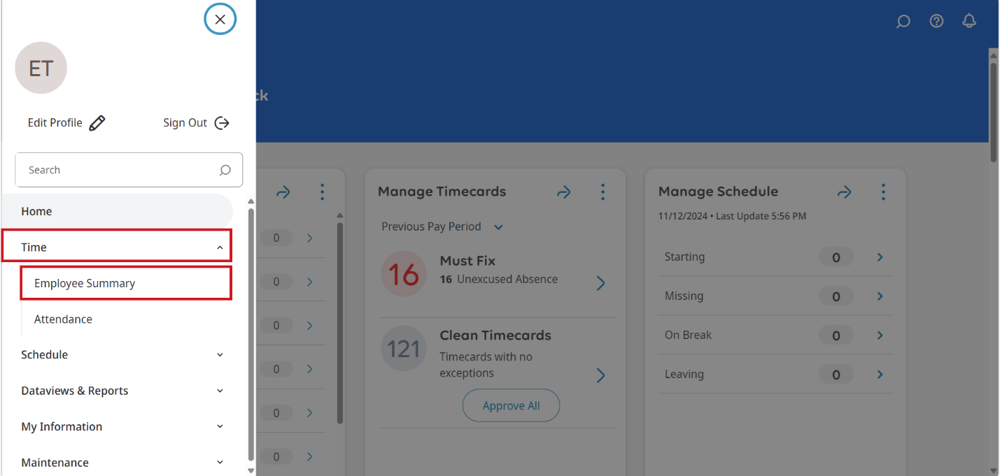 ET
Edit Profile
Sign Out
Search
Home
Time
Employee Summary
Attendance
Schedule
Dataviews & Reports
My Information
Maintenance
0
0
0
0
0
0
Manage Timecards
Previous Pay Period
16
Must Fix
16 Unexcused Absence
121
Clean Timecards
Timecards with no
exceptions
Approve All
Manage Schedule
11/12/2024 • Last Update 5:56 PM
Starting 0
Missing 0
On Break 0
Leaving 0